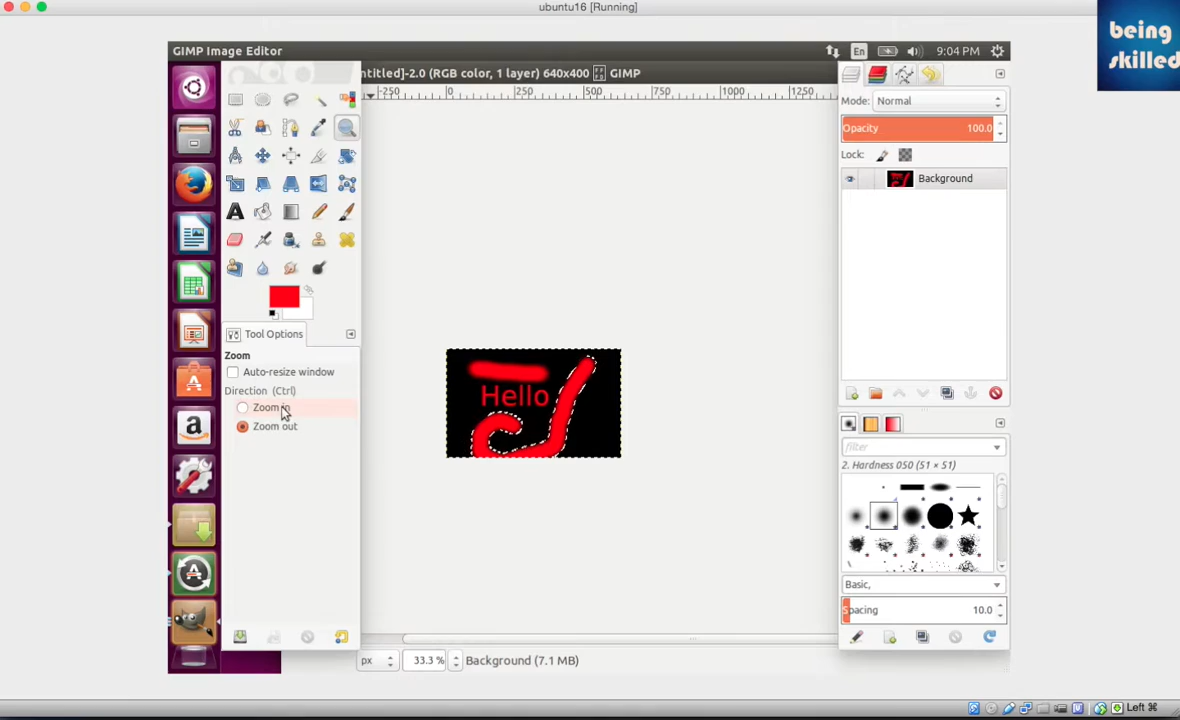 ubuntu16 [Running]
being
skilled
GIMP Image Editor
En
9:04 PM
ntitled]-2.0 (RGB color, 1 layer) 640x400
GIMP
-250
0
250
500
750
1000
1250
Mode: Normal
Opacity 100.0
Lock:
Background
Hello
Tool Options
Zoom
Auto-resize window
Direction (Ctrl)
Zoom in
Zoom out
filter
2. Hardness 050 (51 × 51)
Basic,
Spacing 10.0
px
33.3 %
Background (7.1 MB)
Left ⌘